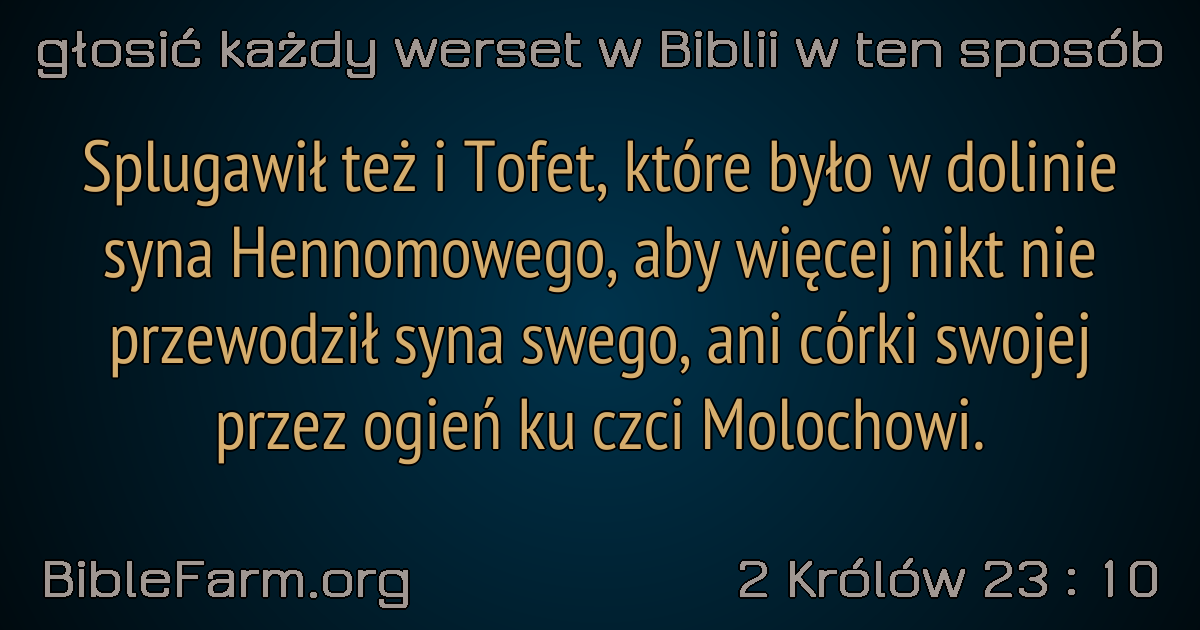 głosić każdy werset w Biblii w ten sposób
Splugawił też i Tofet, które było w dolinie
syna Hennomowego, aby więcej nikt nie
przewodził syna swego, ani córki swojej
przez ogień ku czci Molochowi.
BibleFarm.org
2 Królów 23 : 10